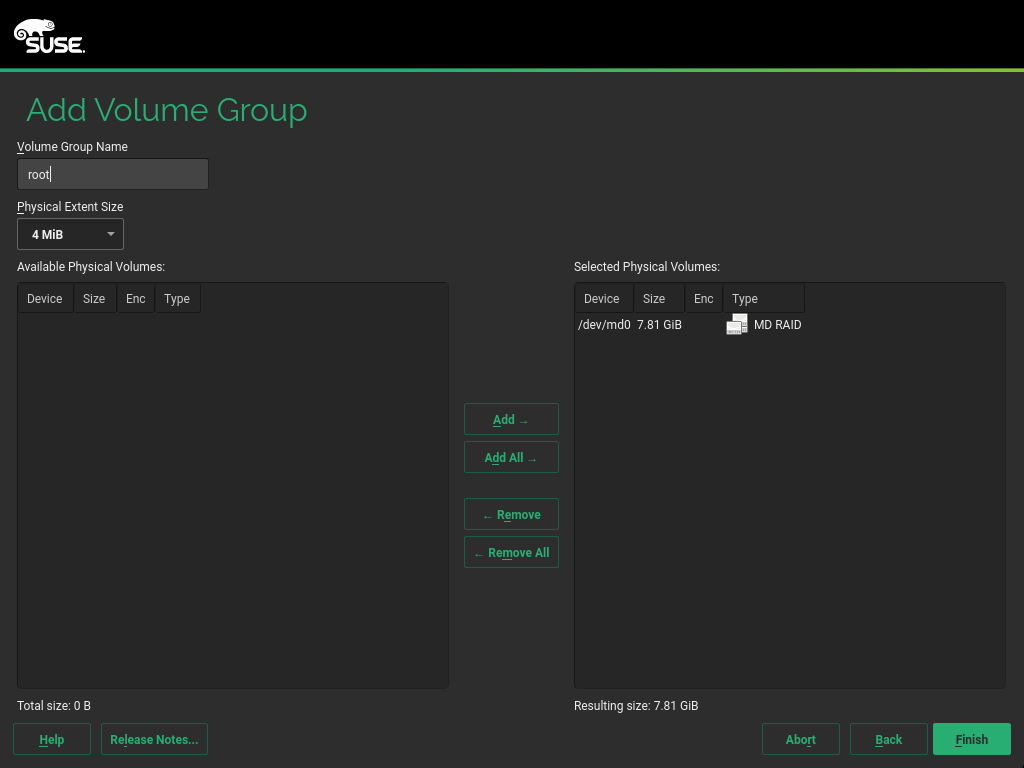 SUSE.
Add Volume Group
Volume Group Name
root
Physical Extent Size
4 MiB
Available Physical Volumes:
Device Size Enc Type
Selected Physical Volumes:
Device Size Enc Type
/dev/md0 7.81 GiB MD RAID
Add →
Add All →
← Remove
← Remove All
Total size: 0 B
Resulting size: 7.81 GiB
Help Release Notes... Abort Back Finish